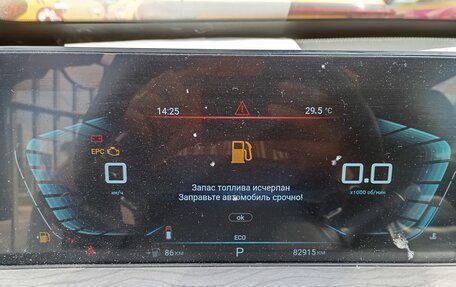 14:25
29.5 °C
EPC
0
км/ч
0.0
x1000 об/мин
Запас топлива исчерпан
Заправьте автомобиль срочно!
ok
ECO
86 км
P
82915 км